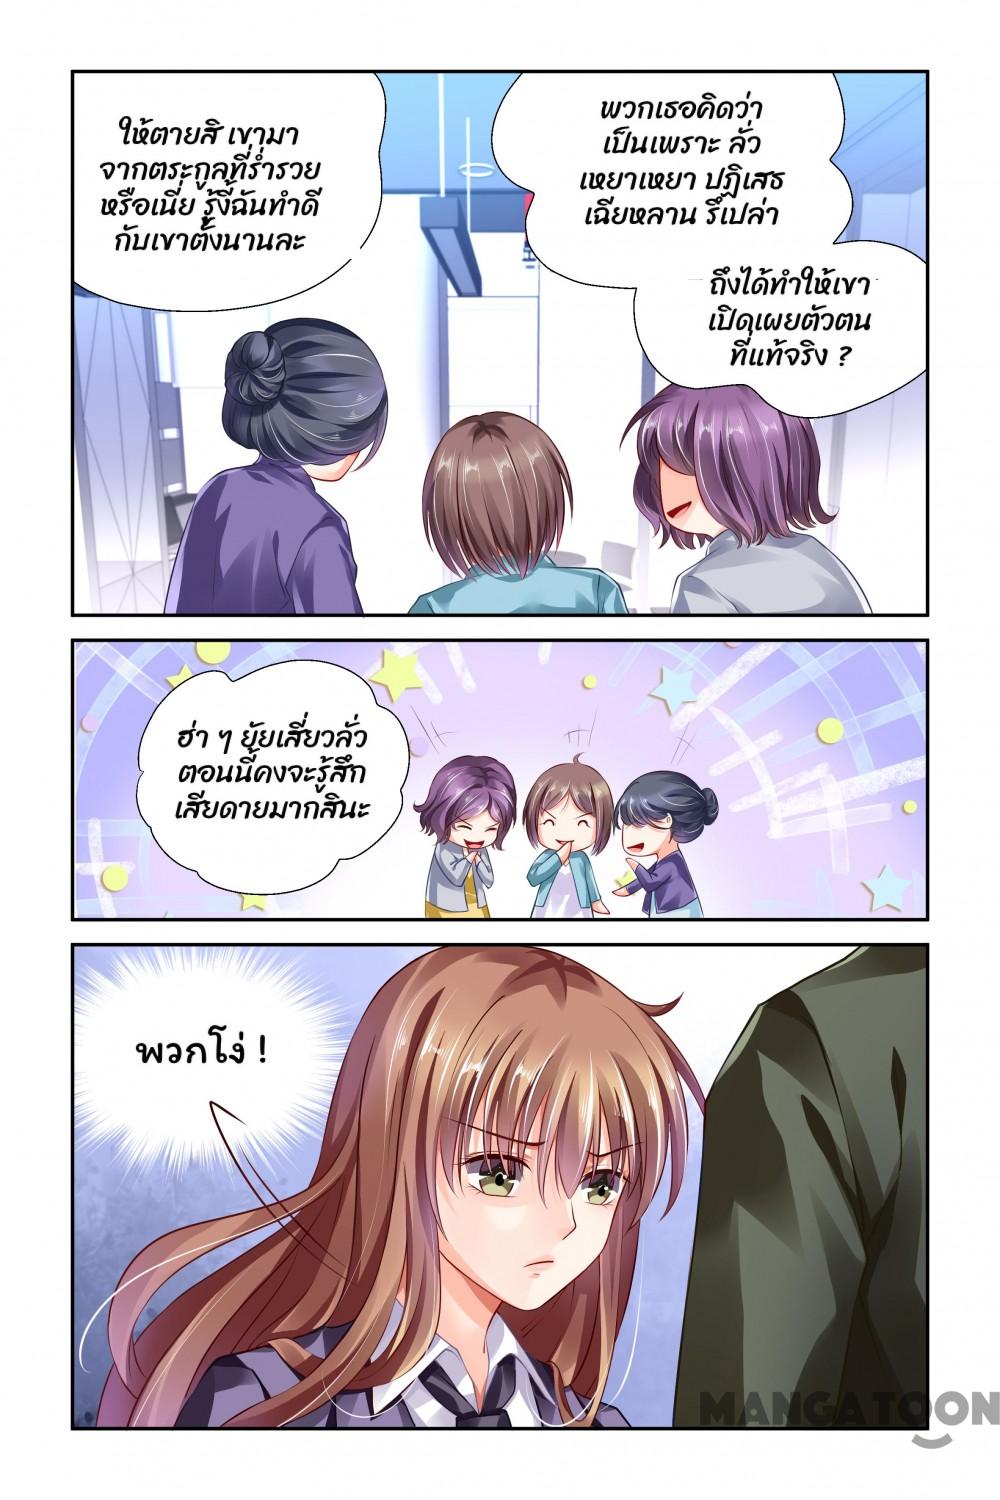 ให้ตายสิ เขามา
จากตระกูลที่ร่ำรวย
หรือเนี่ย รู้งี้ฉันทำดี
กับเขาตั้งนานละ
พวกเธอคิดว่า
เป็นเพราะ ลั่ว
เหยาเหยา ปฏิเสธ
เฉียหลาน รึเปล่า
ถึงได้ทำให้เขา
เปิดเผยตัวตน
ที่แท้จริง ?
ฮ่า ๆ ยัยเสี่ยวลั่ว
ตอนนี้คงจะรู้สึก
เสียดายมากสินะ
พวกโง่ !
MANGATOON